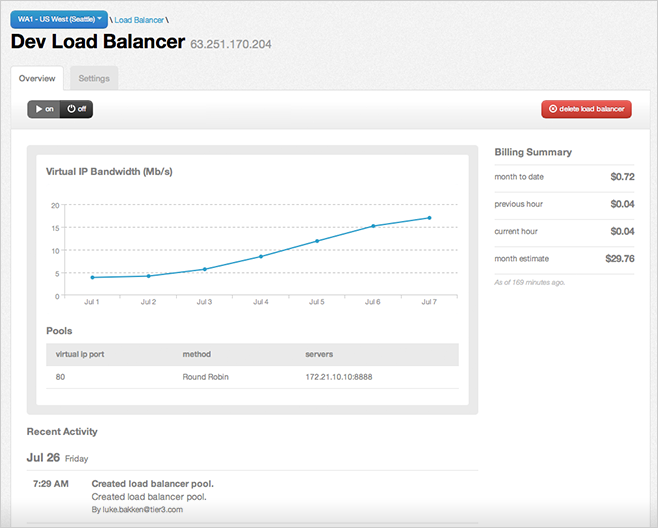 WA1 - US West (Seattle) \ Load Balancer \
Dev Load Balancer 63.251.170.204
Overview Settings
on off delete load balancer
Virtual IP Bandwidth (Mb/s)
20
15
10
5
0
Jul 1 Jul 2 Jul 3 Jul 4 Jul 5 Jul 6 Jul 7
Pools
virtual ip port method servers
80 Round Robin 172.21.10.10:8888
Billing Summary
month to date $0.72
previous hour $0.04
current hour $0.04
month estimate $29.76
As of 169 minutes ago.
Recent Activity
Jul 26 Friday
7:29 AM Created load balancer pool.
Created load balancer pool.
By luke.bakken@tier3.com